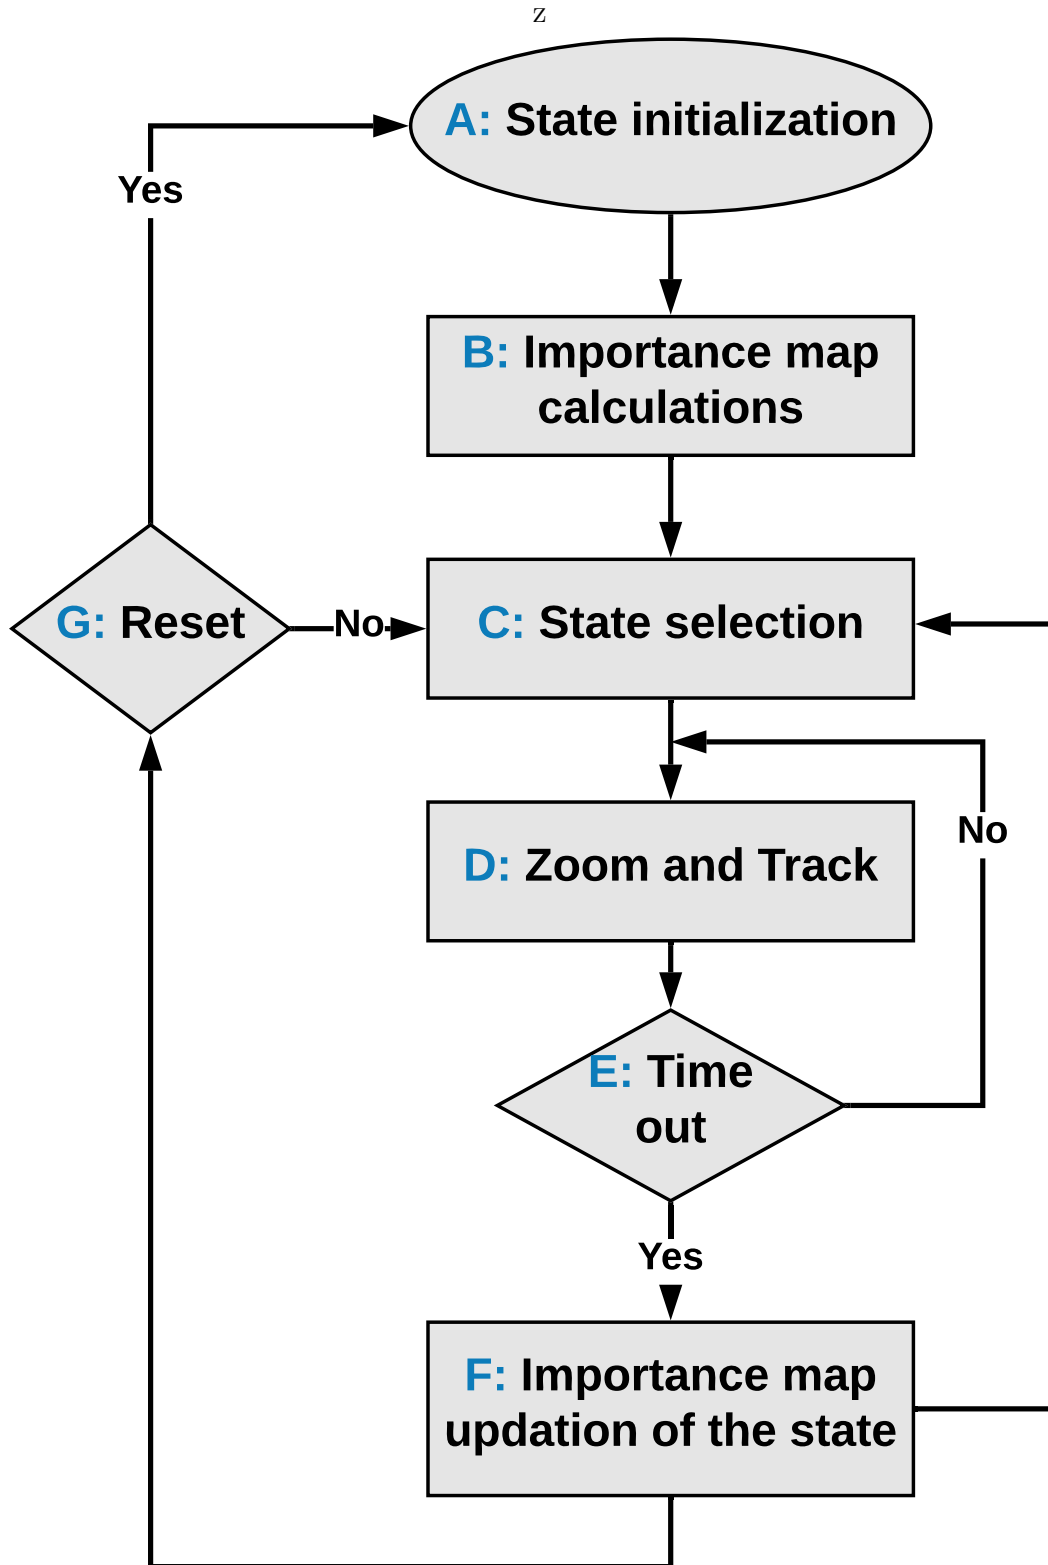 z
A: State initialization
Yes
B: Importance map
calculations
G: Reset
No
C: State selection
D: Zoom and Track
No
E: Time
out
Yes
F: Importance map
updation of the state